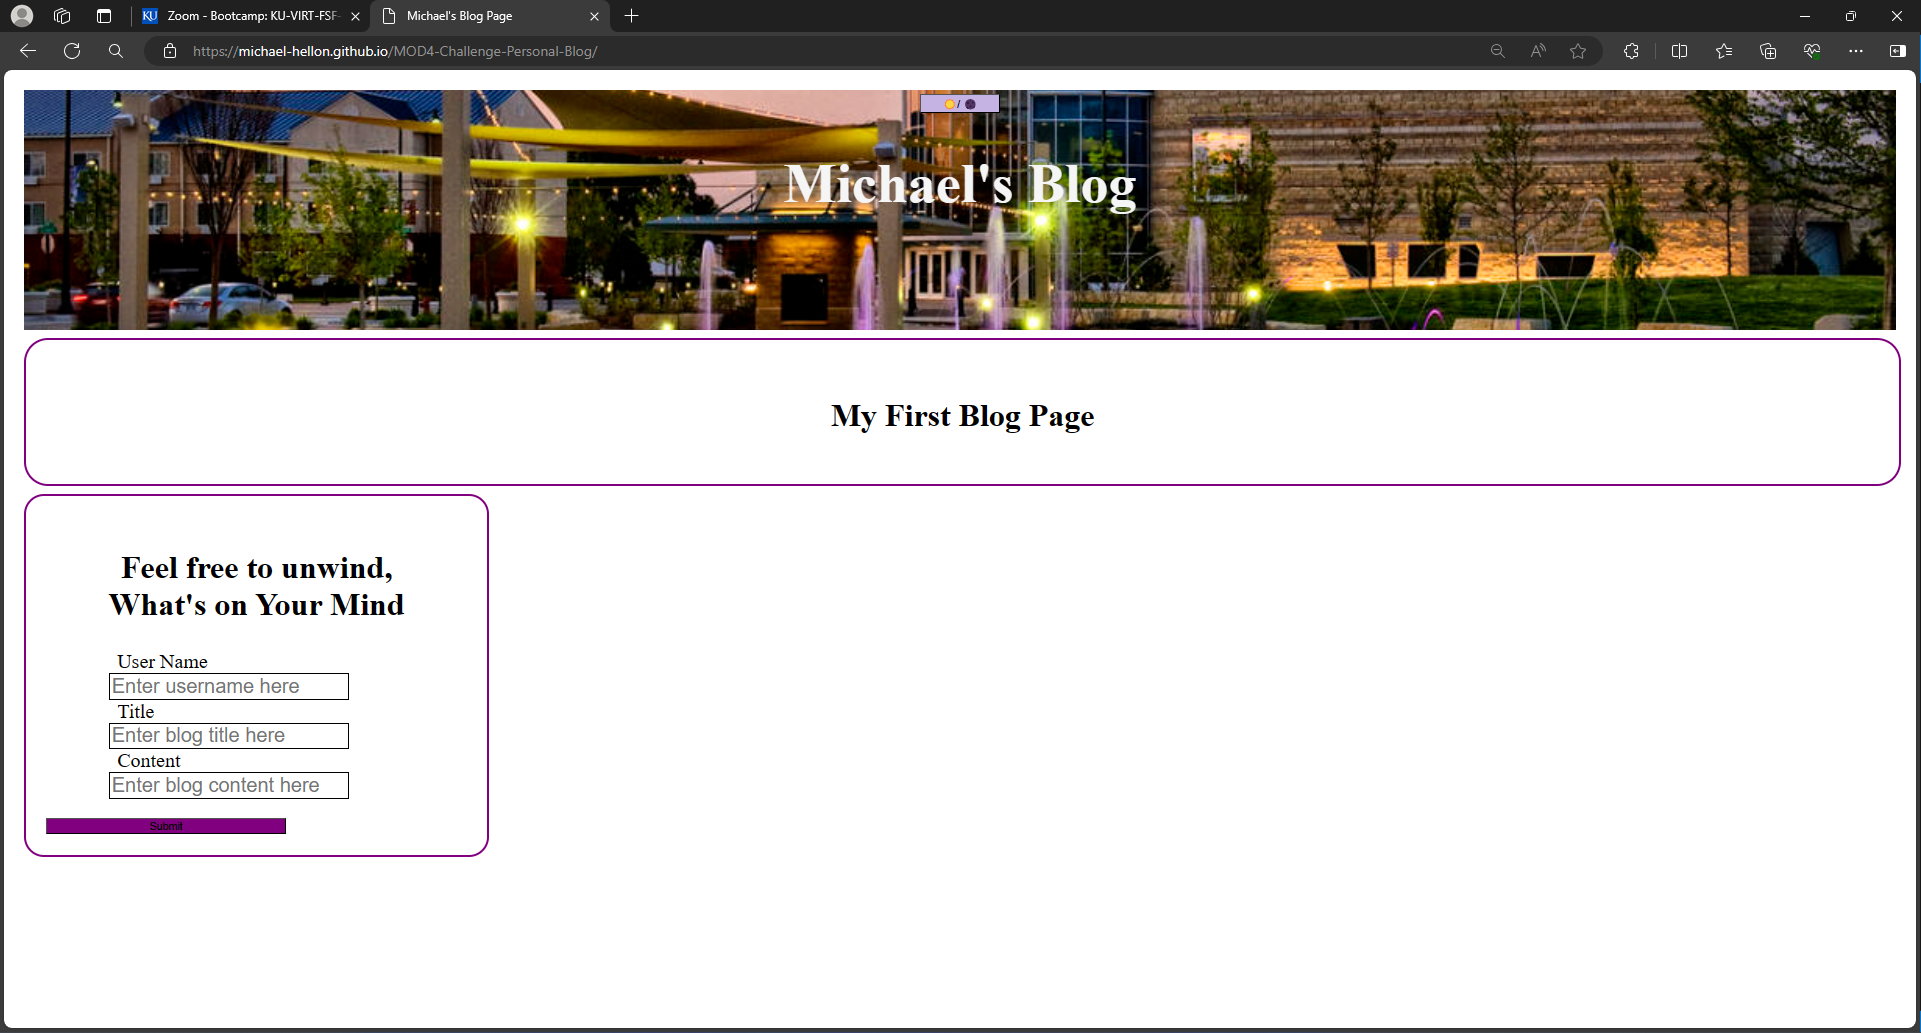 KU Zoom - Bootcamp: KU-VIRT-FSF-
Michael's Blog Page
https://michael-hellon.github.io/MOD4-Challenge-Personal-Blog/
/
Michael's Blog
My First Blog Page
Feel free to unwind,
What's on Your Mind
User Name
Enter username here
Title
Enter blog title here
Content
Enter blog content here
Submit